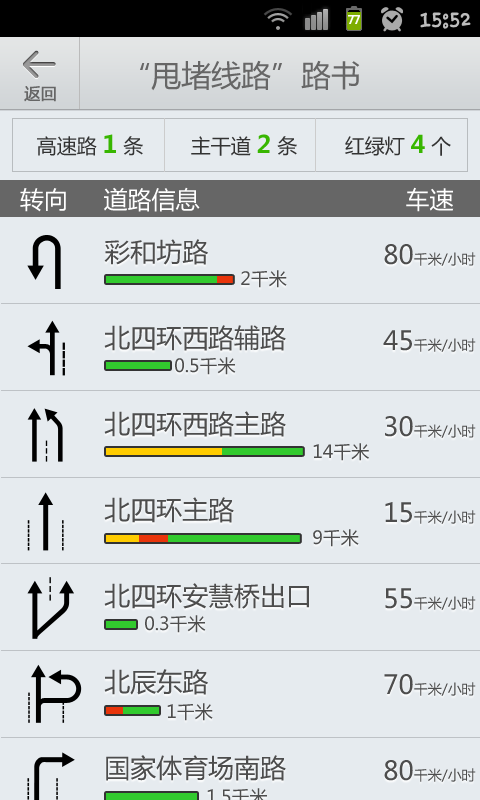 77 15:52
返回 “甩堵线路”路书
高速路 1 条 主干道 2 条 红绿灯 4 个
转向 道路信息 车速
彩和坊路 80千米/小时
2千米
北四环西路辅路 45千米/小时
0.5千米
北四环西路主路 30千米/小时
14千米
北四环主路 15千米/小时
9千米
北四环安慧桥出口 55千米/小时
0.3千米
北辰东路 70千米/小时
1千米
国家体育场南路 80千米/小时
1.5千米